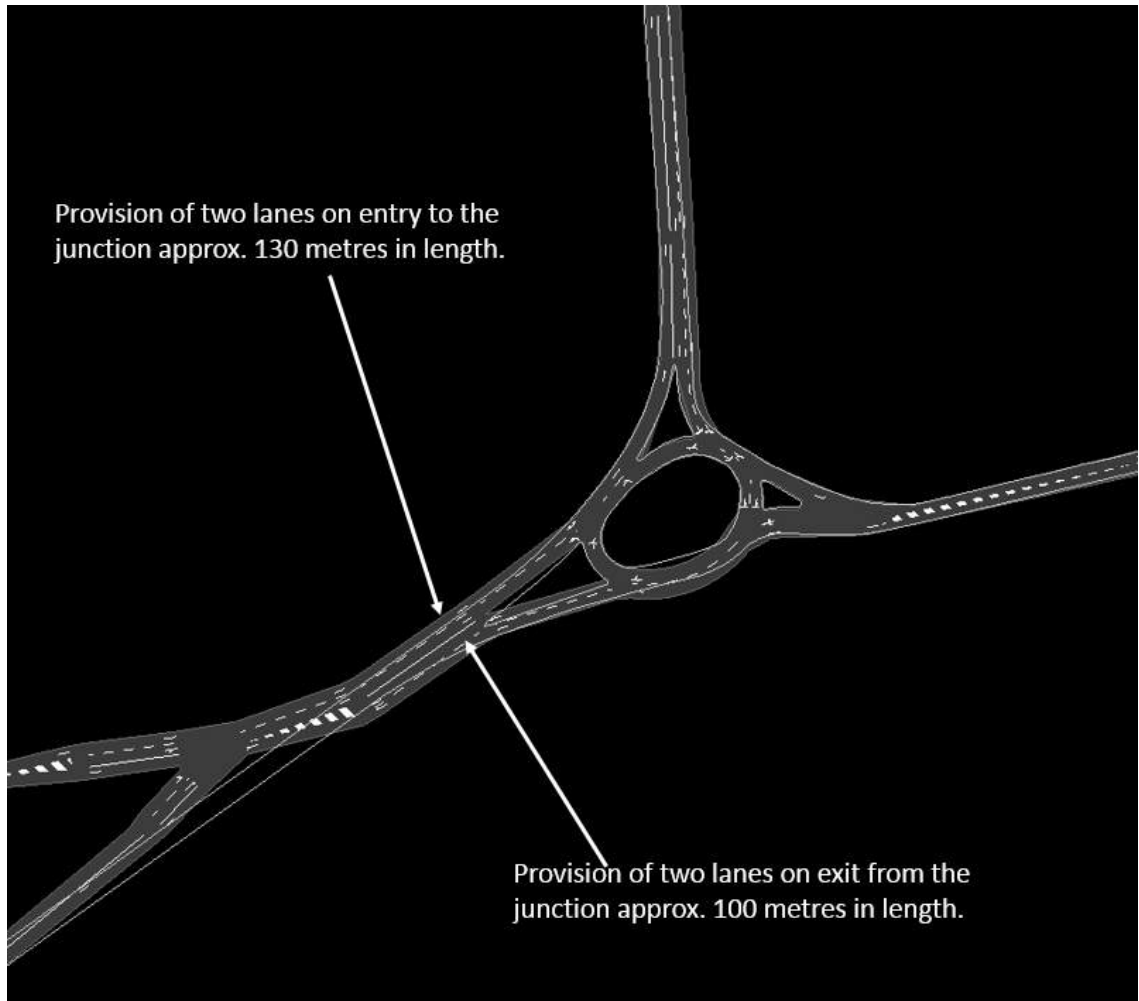 Provision of two lanes on entry to the
junction approx. 130 metres in length.
Provision of two lanes on exit from the
junction approx. 100 metres in length.